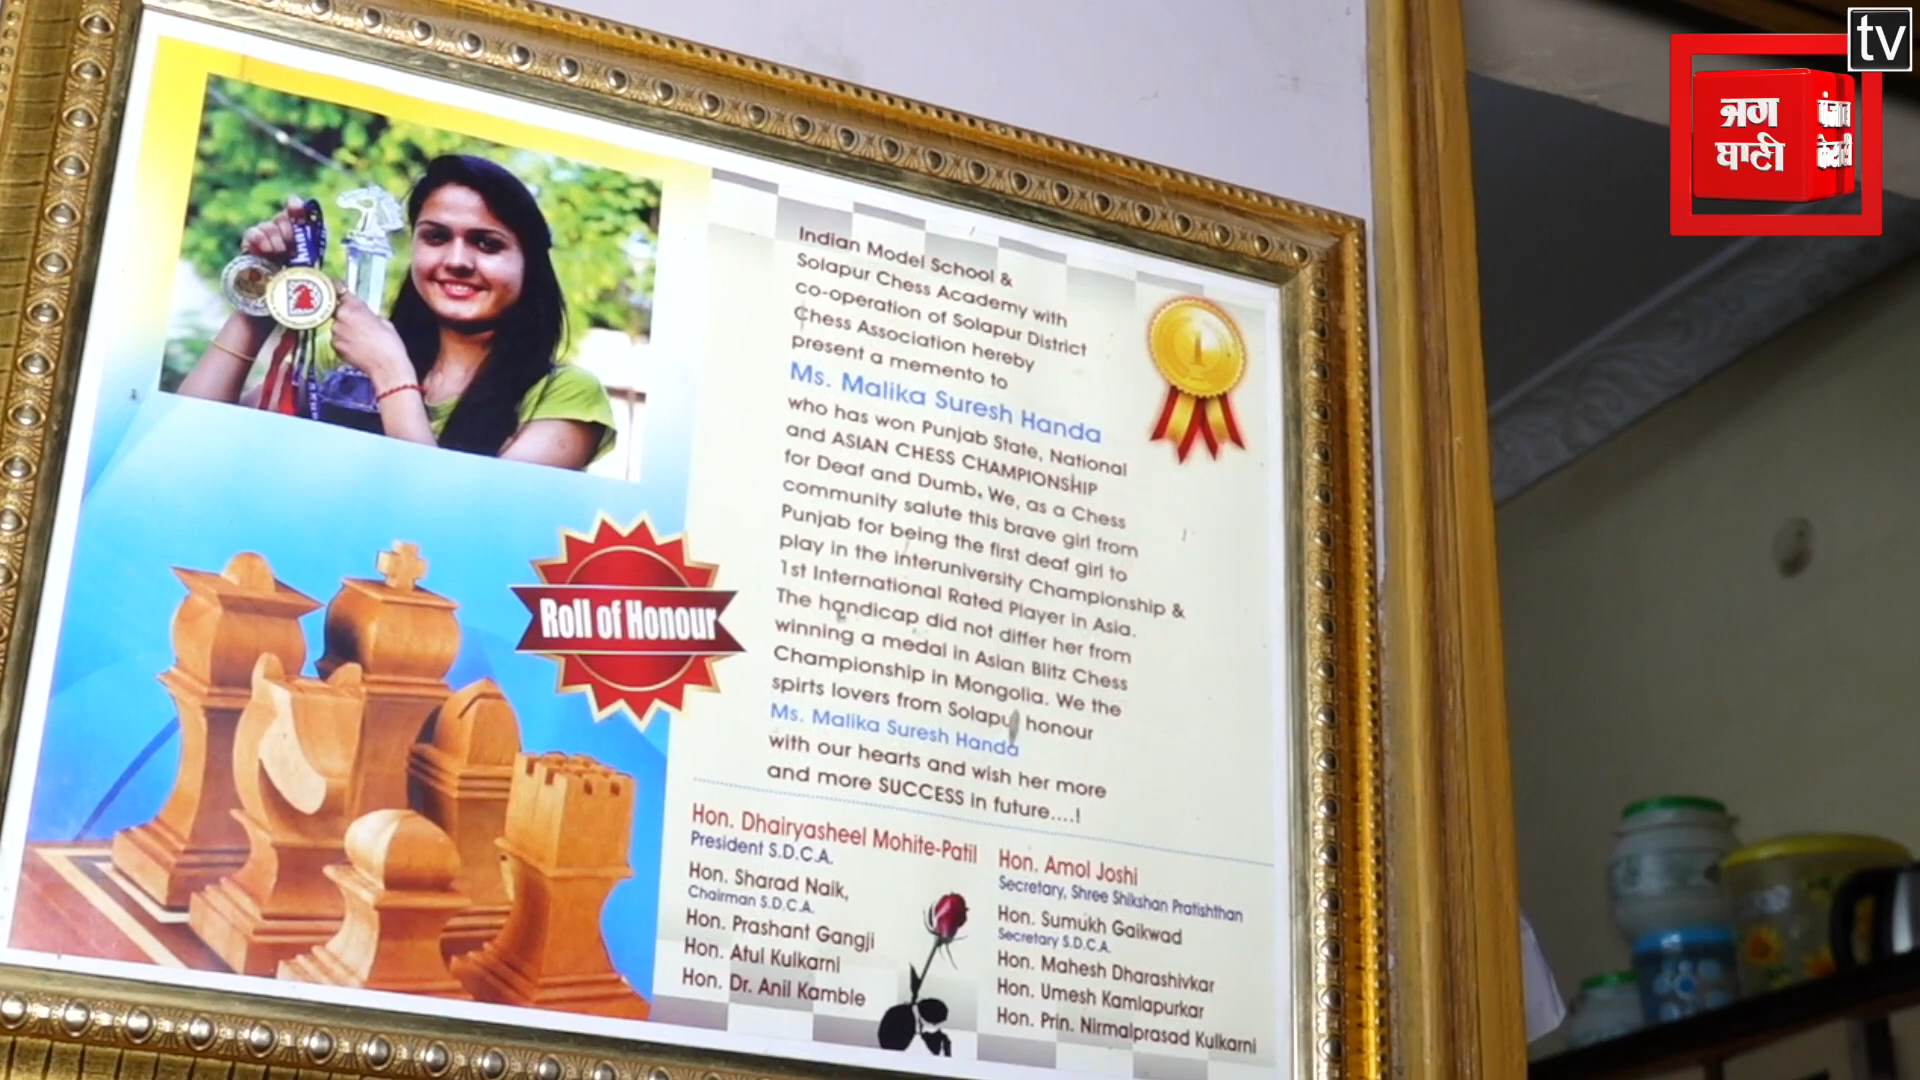 tv
ਜਗ
ਬਾਣੀ
पंजाब
केसरी
Indian Model School &
Solapur Chess Academy with
co-operation of Solapur District
Chess Association hereby
present a memento to
Ms. Malika Suresh Handa
who has won Punjab State, National
and ASIAN CHESS CHAMPIONSHIP
for Deaf and Dumb. We, as a Chess
community salute this brave girl from
Punjab for being the first deaf girl to
play in the interuniversity Championship &
1st International Rated Player in Asia.
The handicap did not differ her from
winning a medal in Asian Blitz Chess
Championship in Mongolia. We the
spirts lovers from Solapur honour
Ms. Malika Suresh Handa
with our hearts and wish her more
and more SUCCESS in future....!
Roll of Honour
1
Hon. Dhairyasheel Mohite-Patil
President S.D.C.A.
Hon. Sharad Naik,
Chairman S.D.C.A.
Hon. Prashant Gangji
Hon. Atul Kulkarni
Hon. Dr. Anil Kamble
Hon. Amol Joshi
Secretary, Shree Shikshan Pratishthan
Hon. Sumukh Gaikwad
Secretary S.D.C.A.
Hon. Mahesh Dharashivkar
Hon. Umesh Kamlapurkar
Hon. Prin. Nirmalprasad Kulkarni